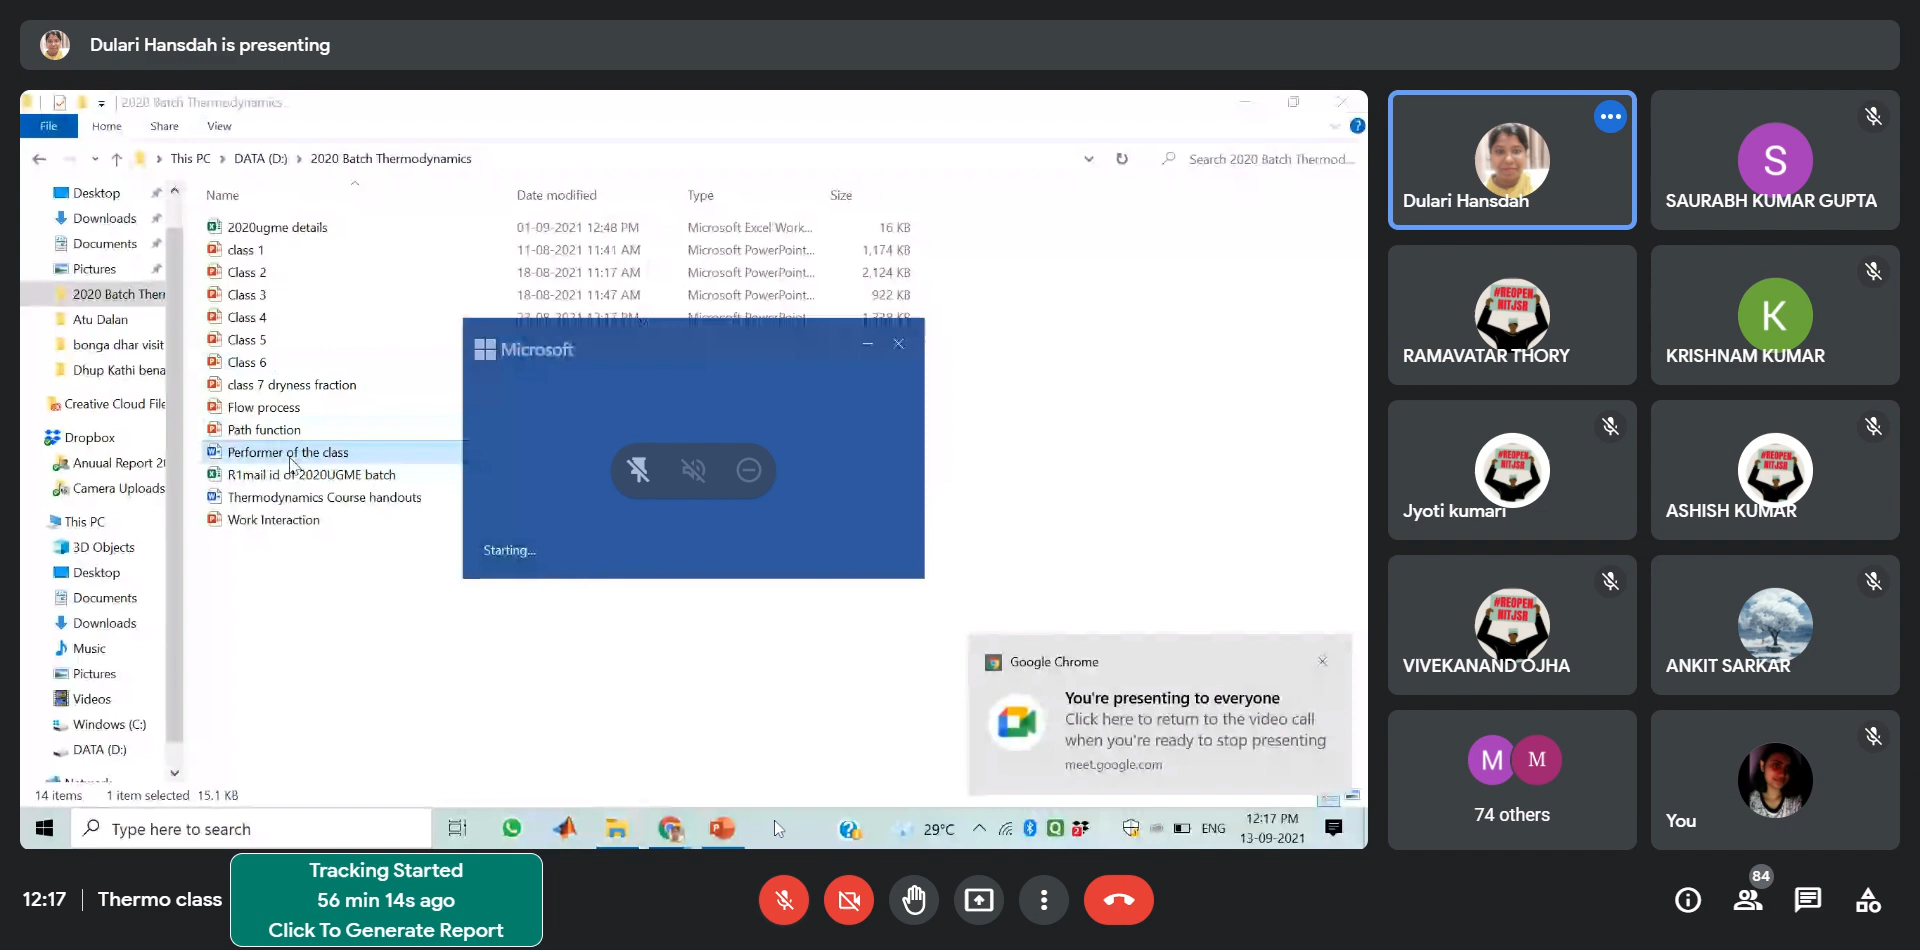 Dulari Hansdah is presenting
2020 Batch Thermodynamics
File Home Share View
This PC DATA (D:) 2020 Batch Thermodynamics
Search 2020 Batch Thermod...
Desktop
Downloads
Documents
Pictures
2020 Batch Ther
Atu Dalan
bonga dhar visit
Dhup Kathi bena
Creative Cloud File
Dropbox
Anuual Report 2
Camera Uploads
This PC
3D Objects
Desktop
Documents
Downloads
Music
Pictures
Videos
Windows (C:)
DATA (D:)
Name Date modified Type Size
2020ugme details 01-09-2021 12:48 PM Microsoft Excel Work... 16 KB
class 1 11-08-2021 11:41 AM Microsoft PowerPoint... 1,174 KB
Class 2 18-08-2021 11:17 AM Microsoft PowerPoint... 2,124 KB
Class 3 18-08-2021 11:47 AM Microsoft PowerPoint... 922 KB
Class 4
Class 5
Class 6
class 7 dryness fraction
Flow process
Path function
Performer of the class
R1mail id of 2020UGME batch
Thermodynamics Course handouts
Work Interaction
Microsoft
Starting...
Google Chrome
You're presenting to everyone
Click here to return to the video call
when you're ready to stop presenting
meet.google.com
14 items 1 item selected 15.1 KB
Type here to search
29°C
ENG
12:17 PM
13-09-2021
Dulari Hansdah
S
SAURABH KUMAR GUPTA
#REOPEN
NITJSR
RAMAVATAR THORY
K
KRISHNAM KUMAR
#REOPEN
NITJSR
Jyoti kumari
#REOPEN
NITJSR
ASHISH KUMAR
#REOPEN
NITJSR
VIVEKANAND OJHA
ANKIT SARKAR
M M
74 others
You
12:17 Thermo class
Tracking Started
56 min 14s ago
Click To Generate Report
84